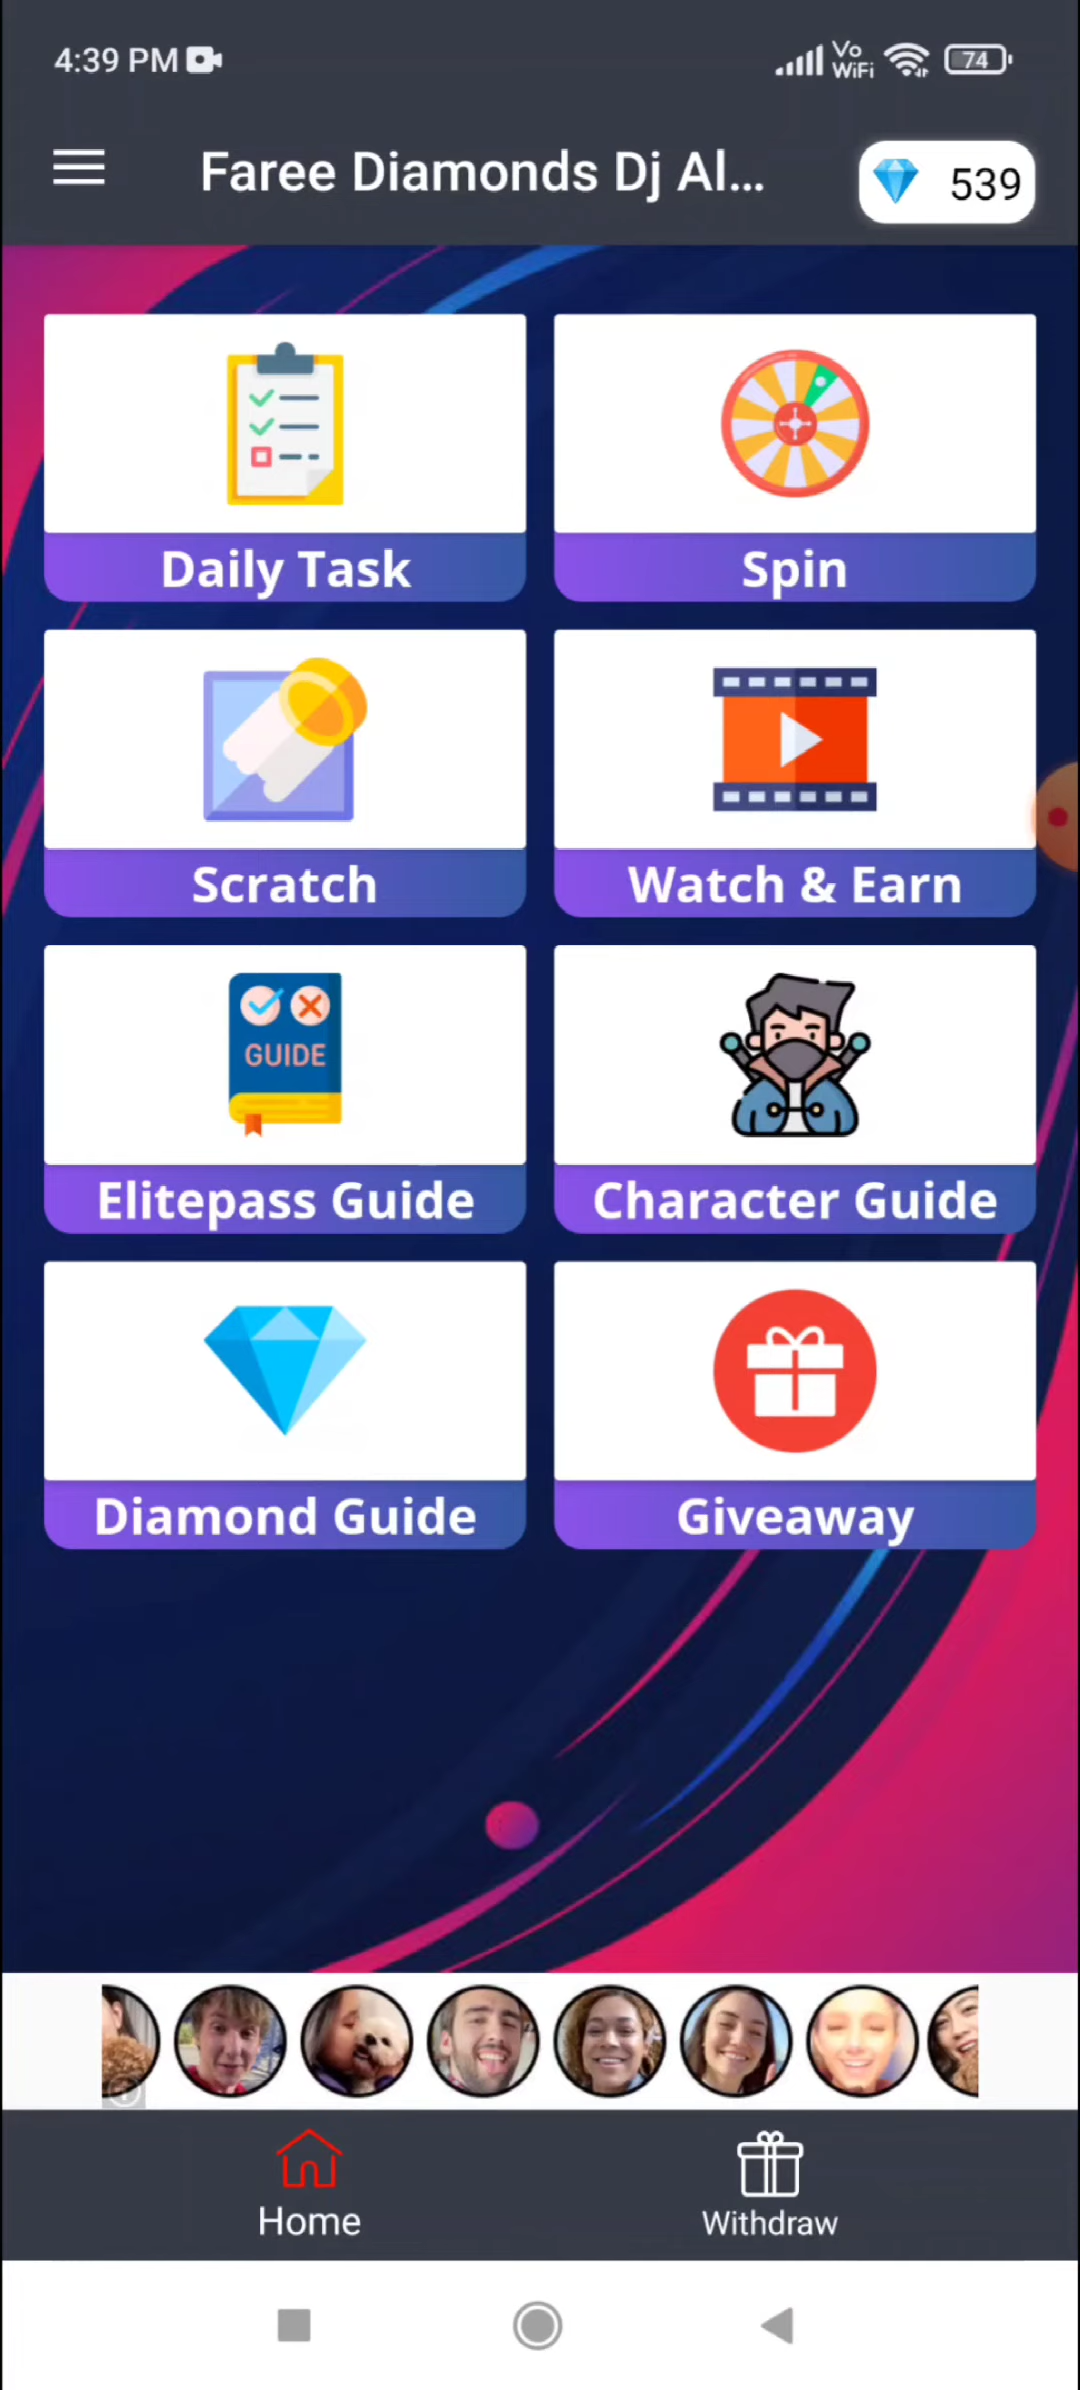 4:39 PM
Vo
WiFi
74
Faree Diamonds Dj Al...
539
Daily Task
Spin
Scratch
Watch & Earn
GUIDE
Elitepass Guide
Character Guide
Diamond Guide
Giveaway
Home
Withdraw